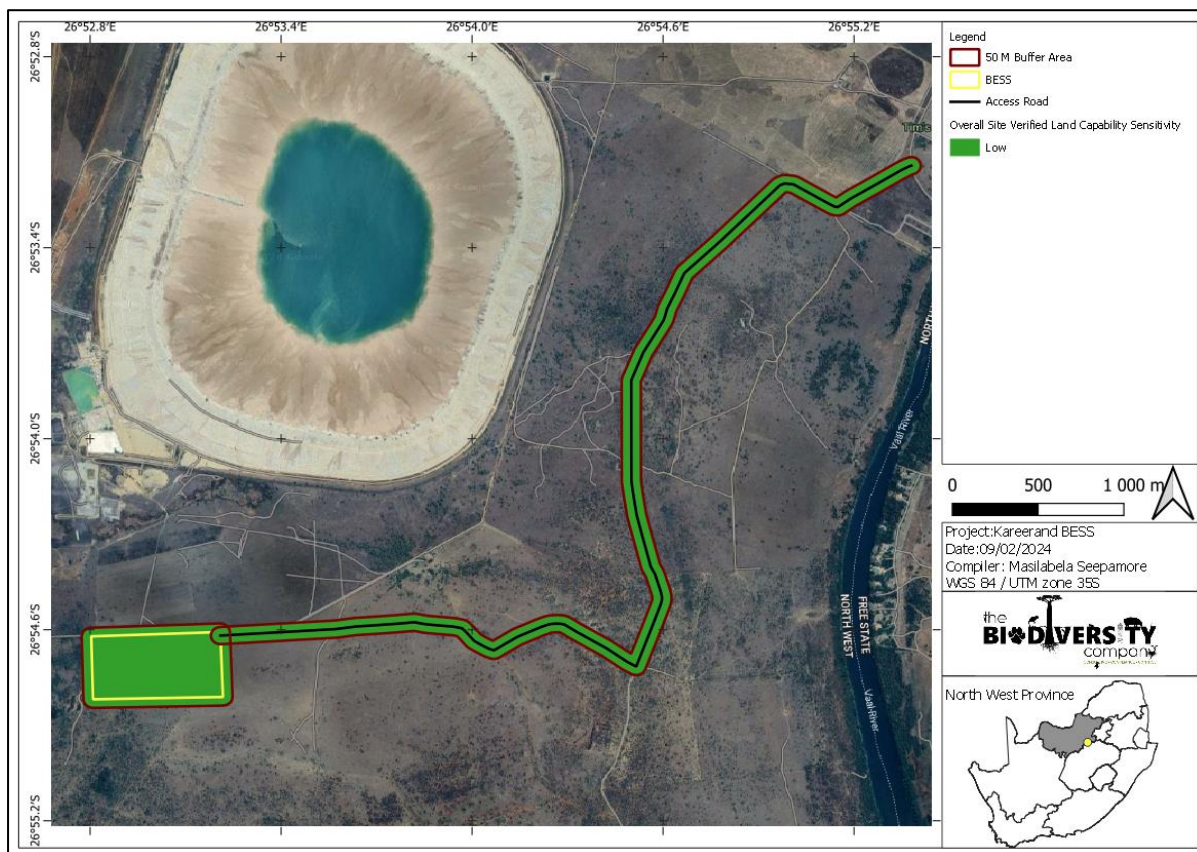 26°52.8'E 26°53.4'E 26°54.0'E 26°54.6'E 26°55.2'E
26°52.8'S
26°53.4'S
26°54.0'S
26°54.6'S
26°55.2'S
Vaal River
FREE STATE
NORTH WEST
Vaal River
Legend
50 M Buffer Area
BESS
Access Road
Overall Site Verified Land Capability Sensitivity
Low
0 500 1 000 m
Project:Kareerand BESS
Date:09/02/2024
Compiler: Masilabela Seepamore
WGS 84 / UTM zone 35S
the
BIODIVERSITY
company
North West Province